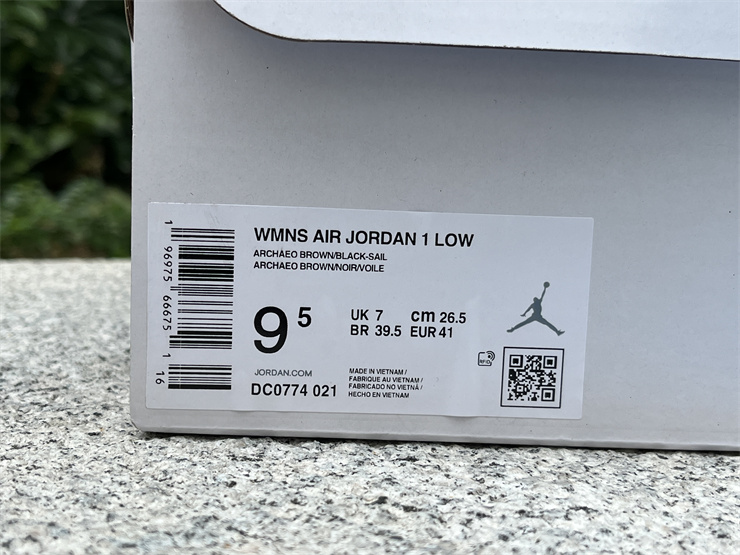 WMNS AIR JORDAN 1 LOW
ARCHAEO BROWN/BLACK-SAIL
ARCHAEO BROWN/NOIR/VOILE
9 5
UK 7 cm 26.5
BR 39.5 EUR 41
JORDAN.COM
DC0774 021
MADE IN VIETNAM /
FABRIQUE AU VIETNAM /
FABRICADO NO VIETNÃ /
HECHO EN VIETNAM
RFID
1 96975 66675 1 16